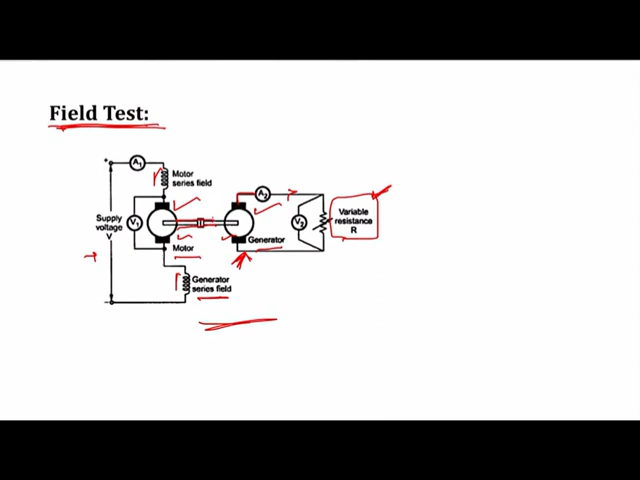 Field Test:
+
A₁
Motor
series field
Supply
voltage
V
V₁
Motor
Generator
series field
-
A₂
V₂
Generator
Variable
resistance
R